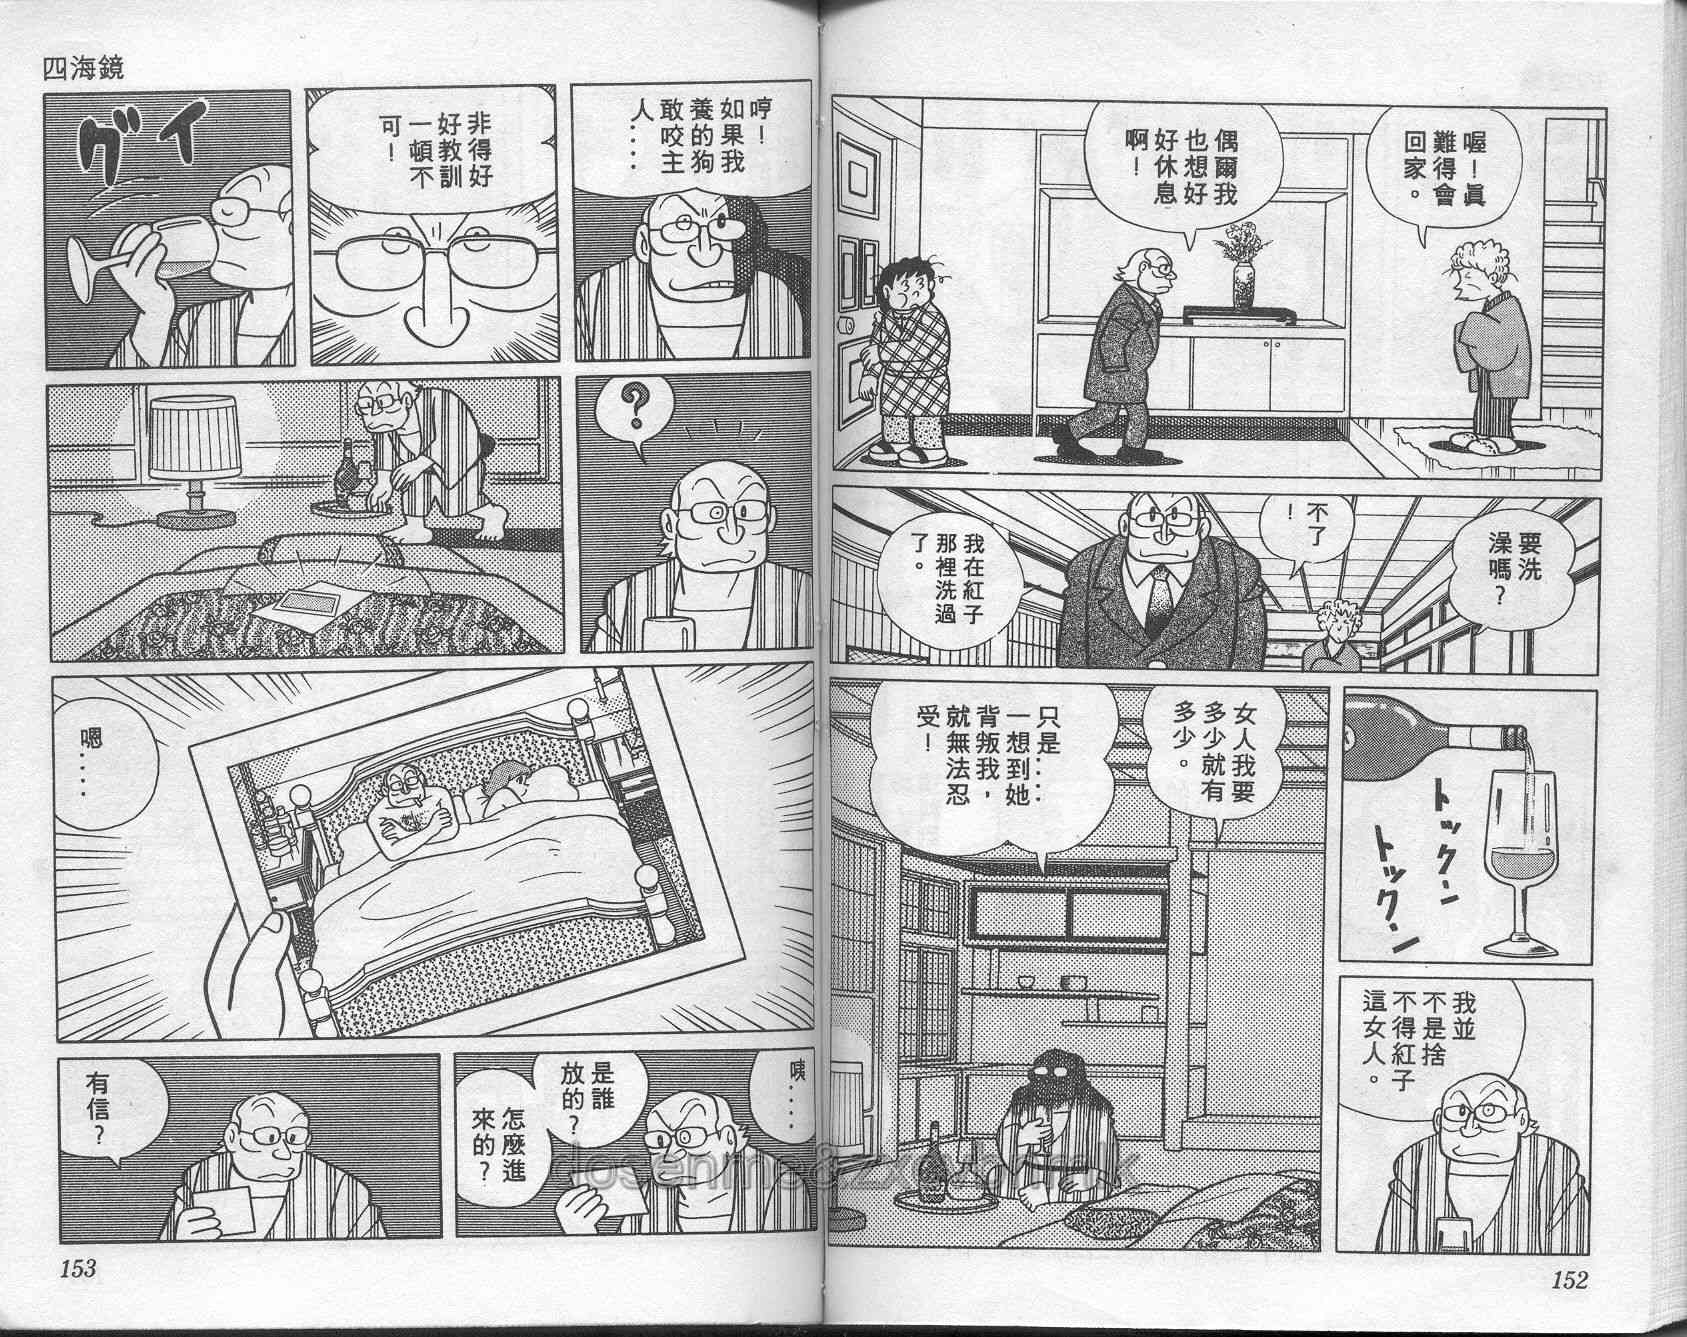 喔！眞
難得會
回家。
偶爾我
也想好
好休息
啊！
要洗
澡嗎？
不了
！
我在紅子
那裡洗過
了。
トックン
トックン
我並
不是捨
不得紅子
這女人。
女人我要
多少就有
多少。
只是……
一想到她
背叛我，
就無法忍
受！
152
四海鏡
哼！
如果我
養的狗
敢咬主
人……
非得好
好教訓
一頓不
可！
グイ
？
嗯……
咦……
是誰
放的？
怎麼進
來的？
有信？
153